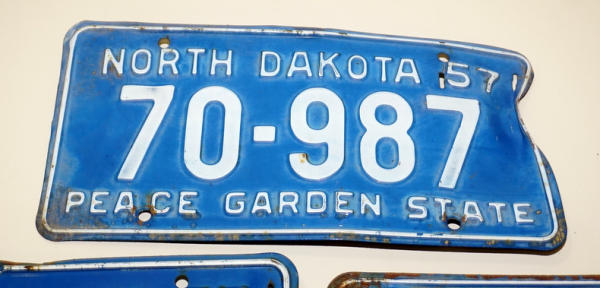 NORTH DAKOTA 57
70-987
PEACE GARDEN STATE